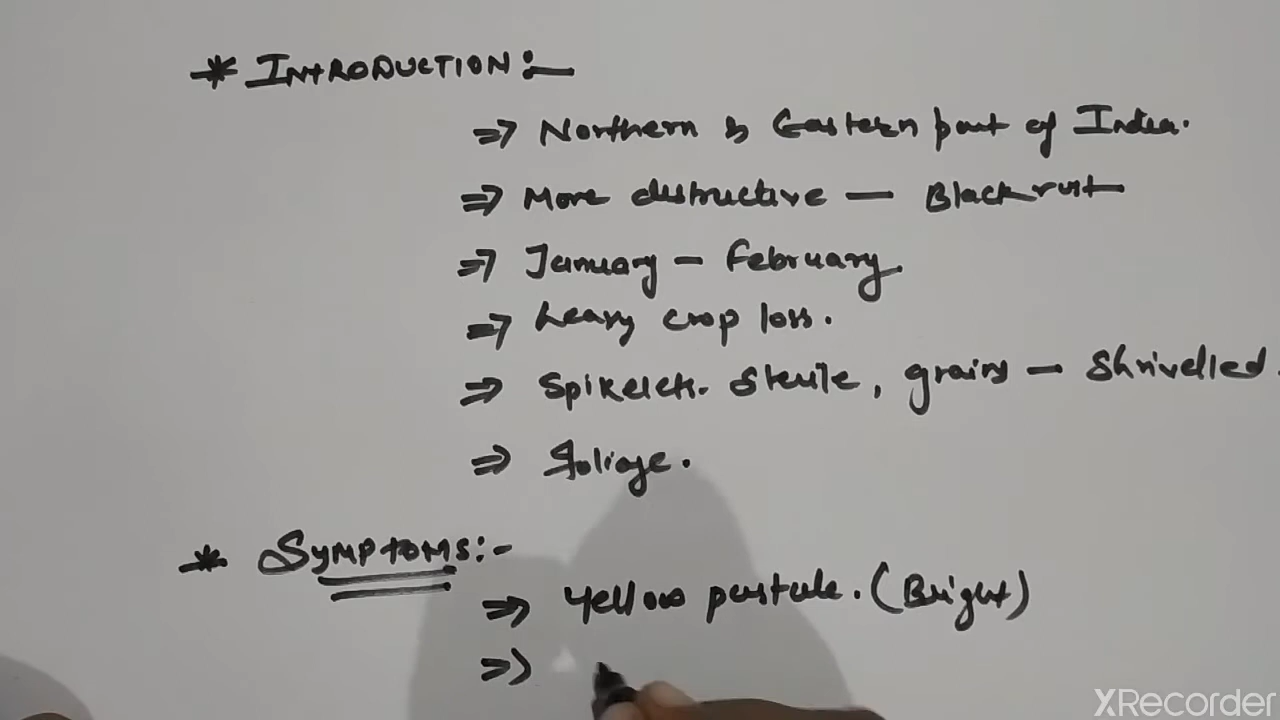 * INTRODUCTION :-
⇒ Northern & Eastern part of India.
⇒ More destructive — Black rust
⇒ January - February.
⇒ heavy crop loss.
⇒ Spikelets. Sterile, grains — Shrivelled.
⇒ Foliage.
* SYMPTOMS :-
⇒ Yellow pustule. (Bright)
⇒
XRecorder